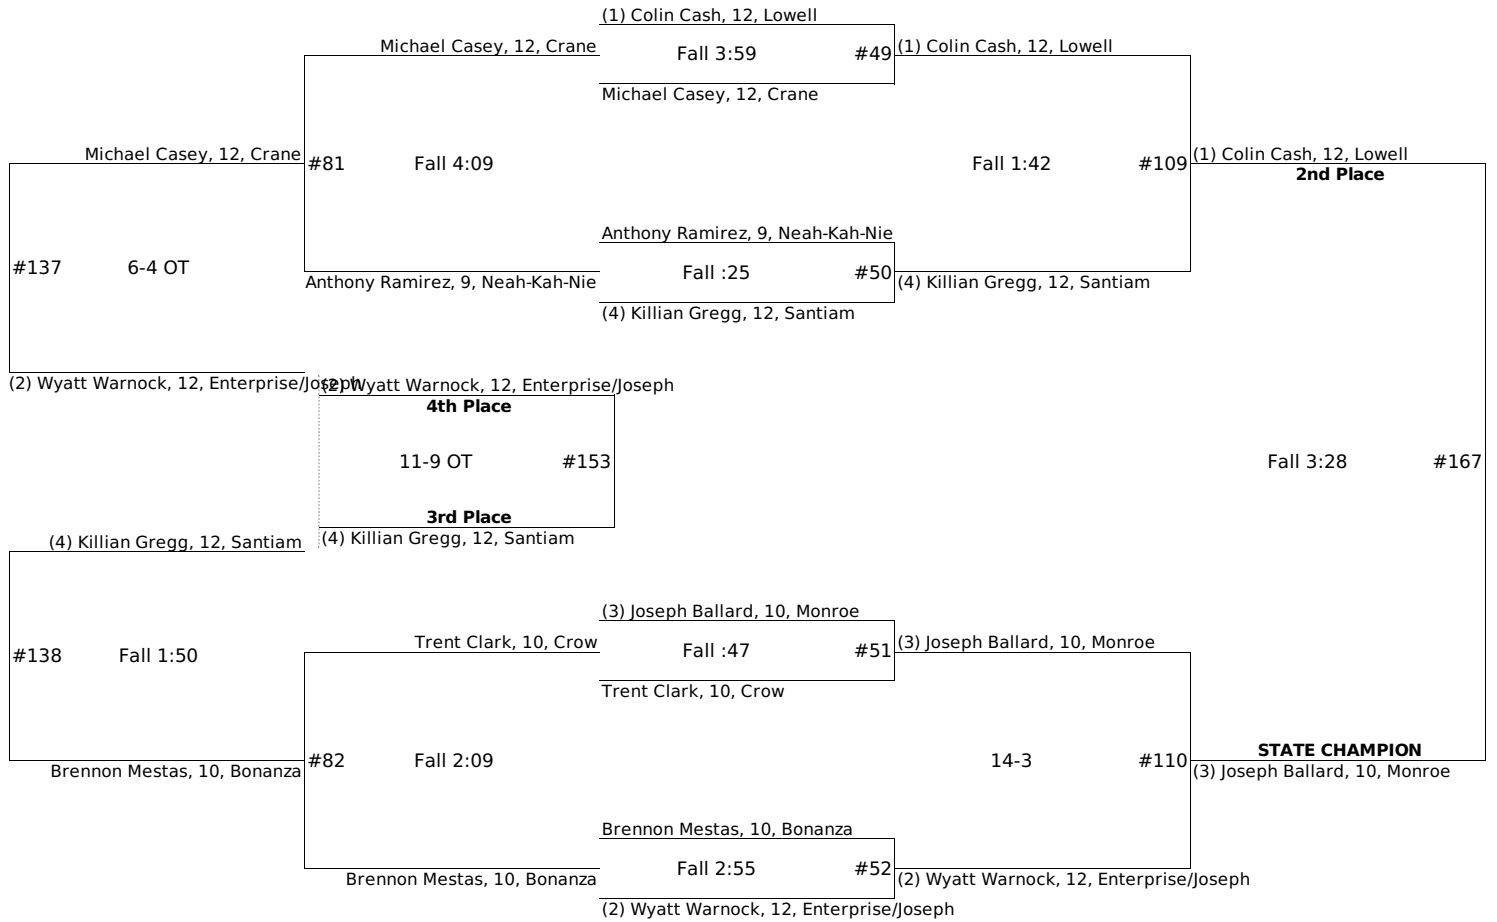 (1) Colin Cash, 12, Lowell
Michael Casey, 12, Crane
Fall 3:59
#49
(1) Colin Cash, 12, Lowell
Michael Casey, 12, Crane
Michael Casey, 12, Crane
#81
Fall 4:09
Fall 1:42
#109
(1) Colin Cash, 12, Lowell
2nd Place
Anthony Ramirez, 9, Neah-Kah-Nie
#137
6-4 OT
Anthony Ramirez, 9, Neah-Kah-Nie
Fall :25
#50
(4) Killian Gregg, 12, Santiam
(4) Killian Gregg, 12, Santiam
(2) Wyatt Warnock, 12, Enterprise/Joseph
(2) Wyatt Warnock, 12, Enterprise/Joseph
4th Place
11-9 OT
#153
Fall 3:28
#167
3rd Place
(4) Killian Gregg, 12, Santiam
(4) Killian Gregg, 12, Santiam
(3) Joseph Ballard, 10, Monroe
Trent Clark, 10, Crow
Fall :47
#51
(3) Joseph Ballard, 10, Monroe
#138
Fall 1:50
Trent Clark, 10, Crow
STATE CHAMPION
Brennon Mestas, 10, Bonanza
#82
Fall 2:09
14-3
#110
(3) Joseph Ballard, 10, Monroe
Brennon Mestas, 10, Bonanza
Brennon Mestas, 10, Bonanza
Fall 2:55
#52
(2) Wyatt Warnock, 12, Enterprise/Joseph
(2) Wyatt Warnock, 12, Enterprise/Joseph